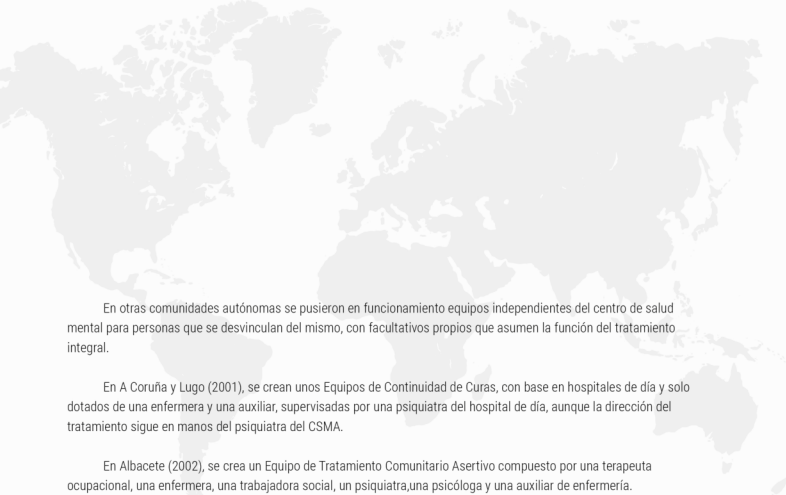 En otras comunidades autónomas se pusieron en funcionamiento equipos independientes del centro de salud
mental para personas que se desvinculan del mismo, con facultativos propios que asumen la función del tratamiento
integral.
En A Coruña y Lugo (2001), se crean unos Equipos de Continuidad de Curas, con base en hospitales de día y solo
dotados de una enfermera y una auxiliar, supervisadas por una psiquiatra del hospital de día, aunque la dirección del
tratamiento sigue en manos del psiquiatra del CSMA.
En Albacete (2002), se crea un Equipo de Tratamiento Comunitario Asertivo compuesto por una terapeuta
ocupacional, una enfermera, una trabajadora social, un psiquiatra,una psicóloga y una auxiliar de enfermería.